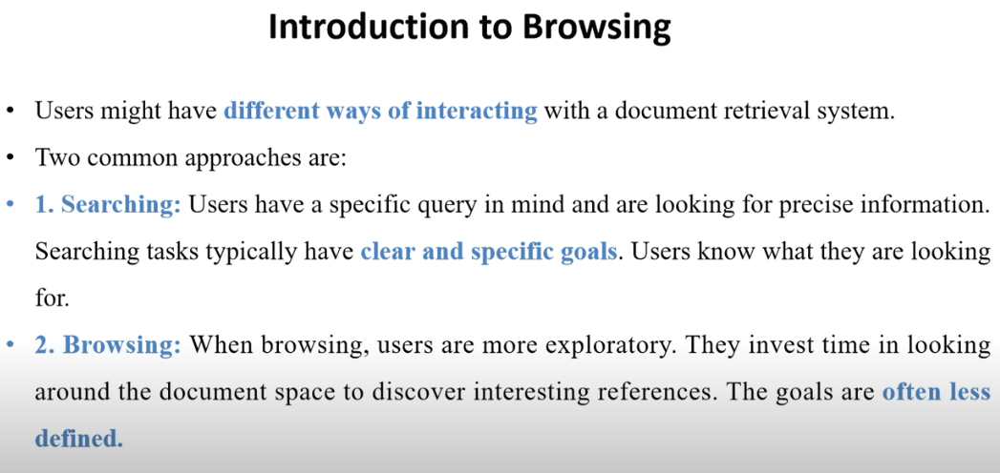 Introduction to Browsing
• Users might have different ways of interacting with a document retrieval system.
• Two common approaches are:
• 1. Searching: Users have a specific query in mind and are looking for precise information.
Searching tasks typically have clear and specific goals. Users know what they are looking
for.
• 2. Browsing: When browsing, users are more exploratory. They invest time in looking
around the document space to discover interesting references. The goals are often less
defined.